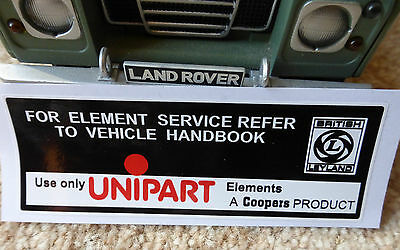 LAND ROVER
FOR ELEMENT SERVICE REFER
TO VEHICLE HANDBOOK
BRITISH
L
LEYLAND
Use only UNIPART Elements
A Coopers PRODUCT